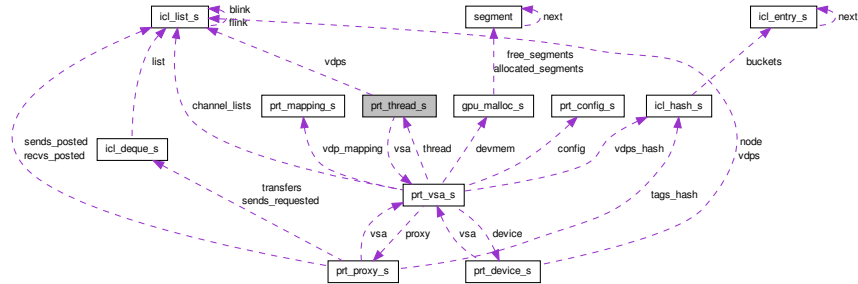 icl_list_s
blink
flink
segment
next
icl_entry_s
next
vdps
free_segments
allocated_segments
list
buckets
channel_lists
prt_mapping_s
prt_thread_s
gpu_malloc_s
prt_config_s
icl_hash_s
sends_posted
recvs_posted
icl_deque_s
vdp_mapping
vsa
thread
devmem
config
vdps_hash
node
vdps
transfers
sends_requested
prt_vsa_s
tags_hash
vsa
proxy
vsa
device
prt_proxy_s
prt_device_s